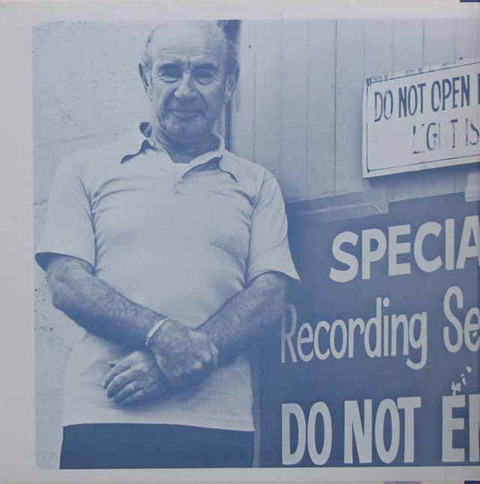 DO NOT OPEN
LIGHT IS
SPECIA
Recording Se
DO NOT E